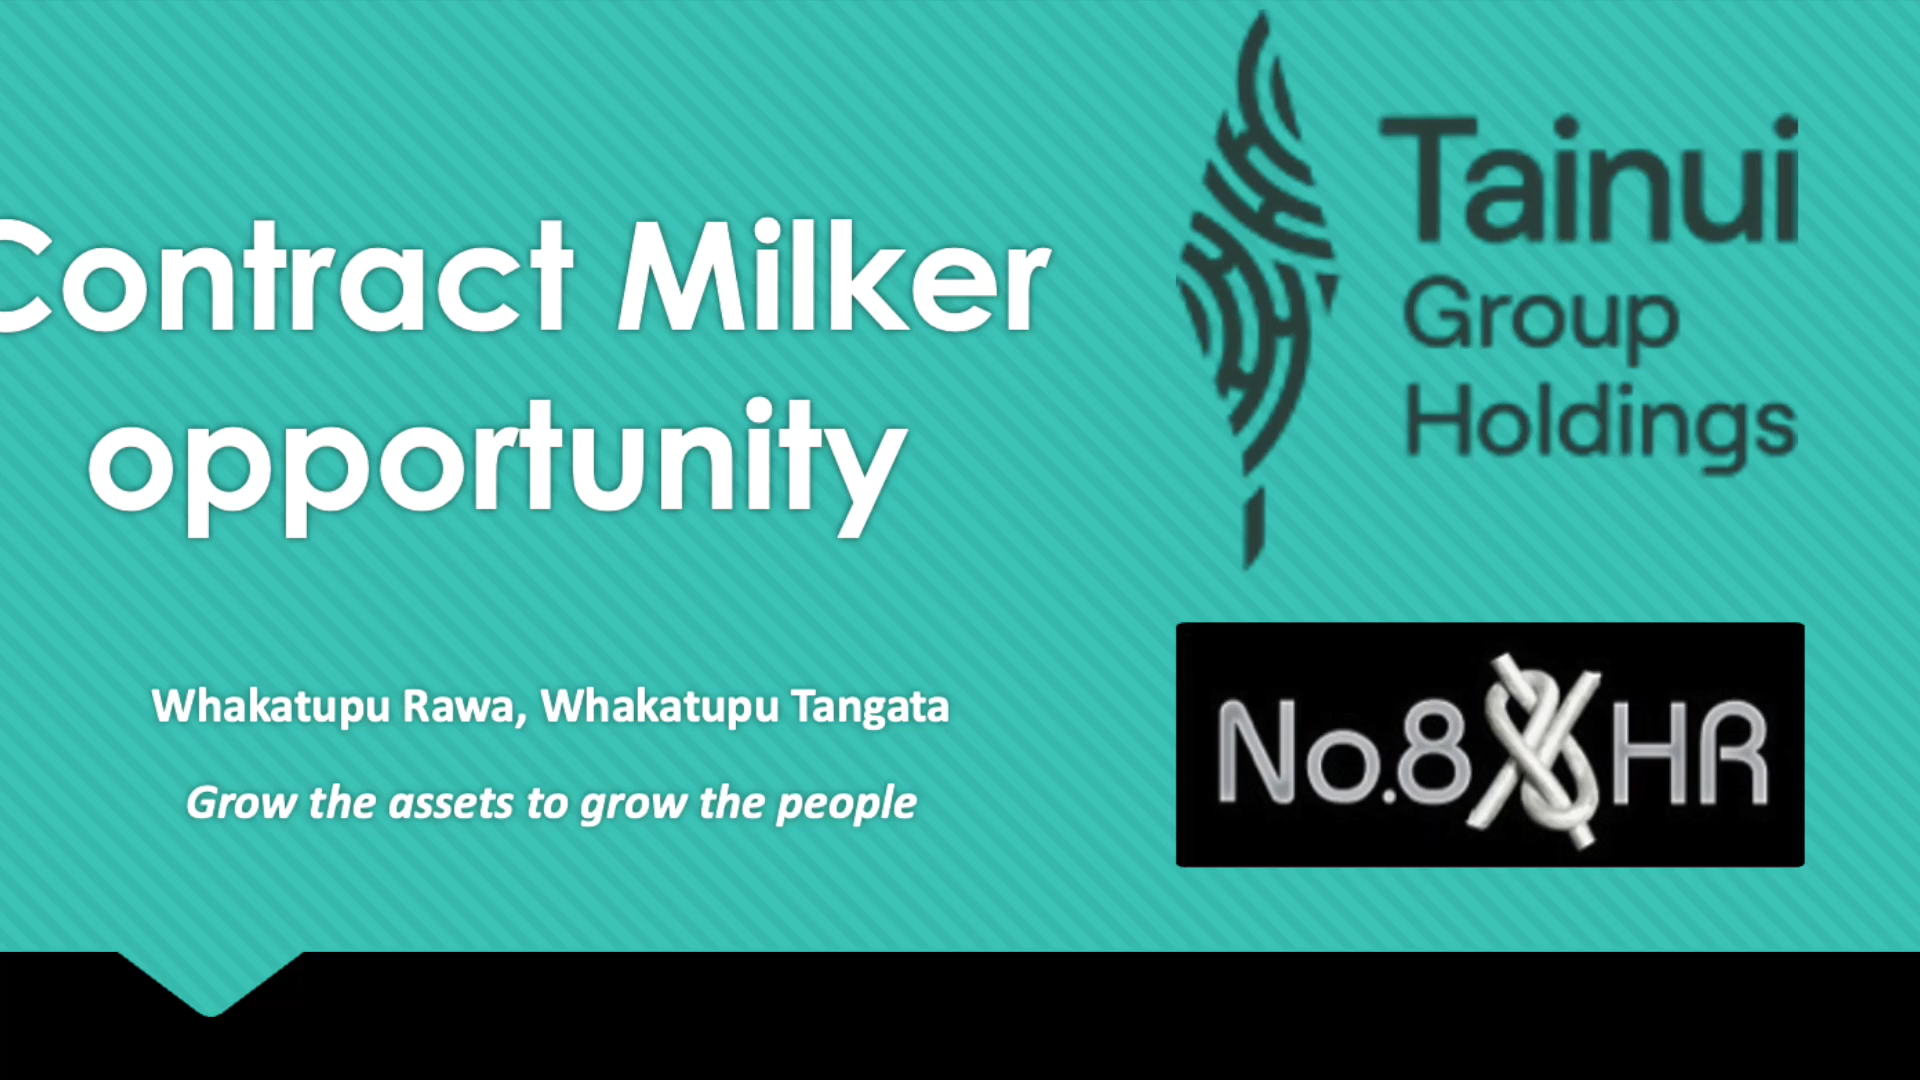 Contract Milker
opportunity
Whakatupu Rawa, Whakatupu Tangata
Grow the assets to grow the people
Tainui
Group
Holdings
No.8 HR